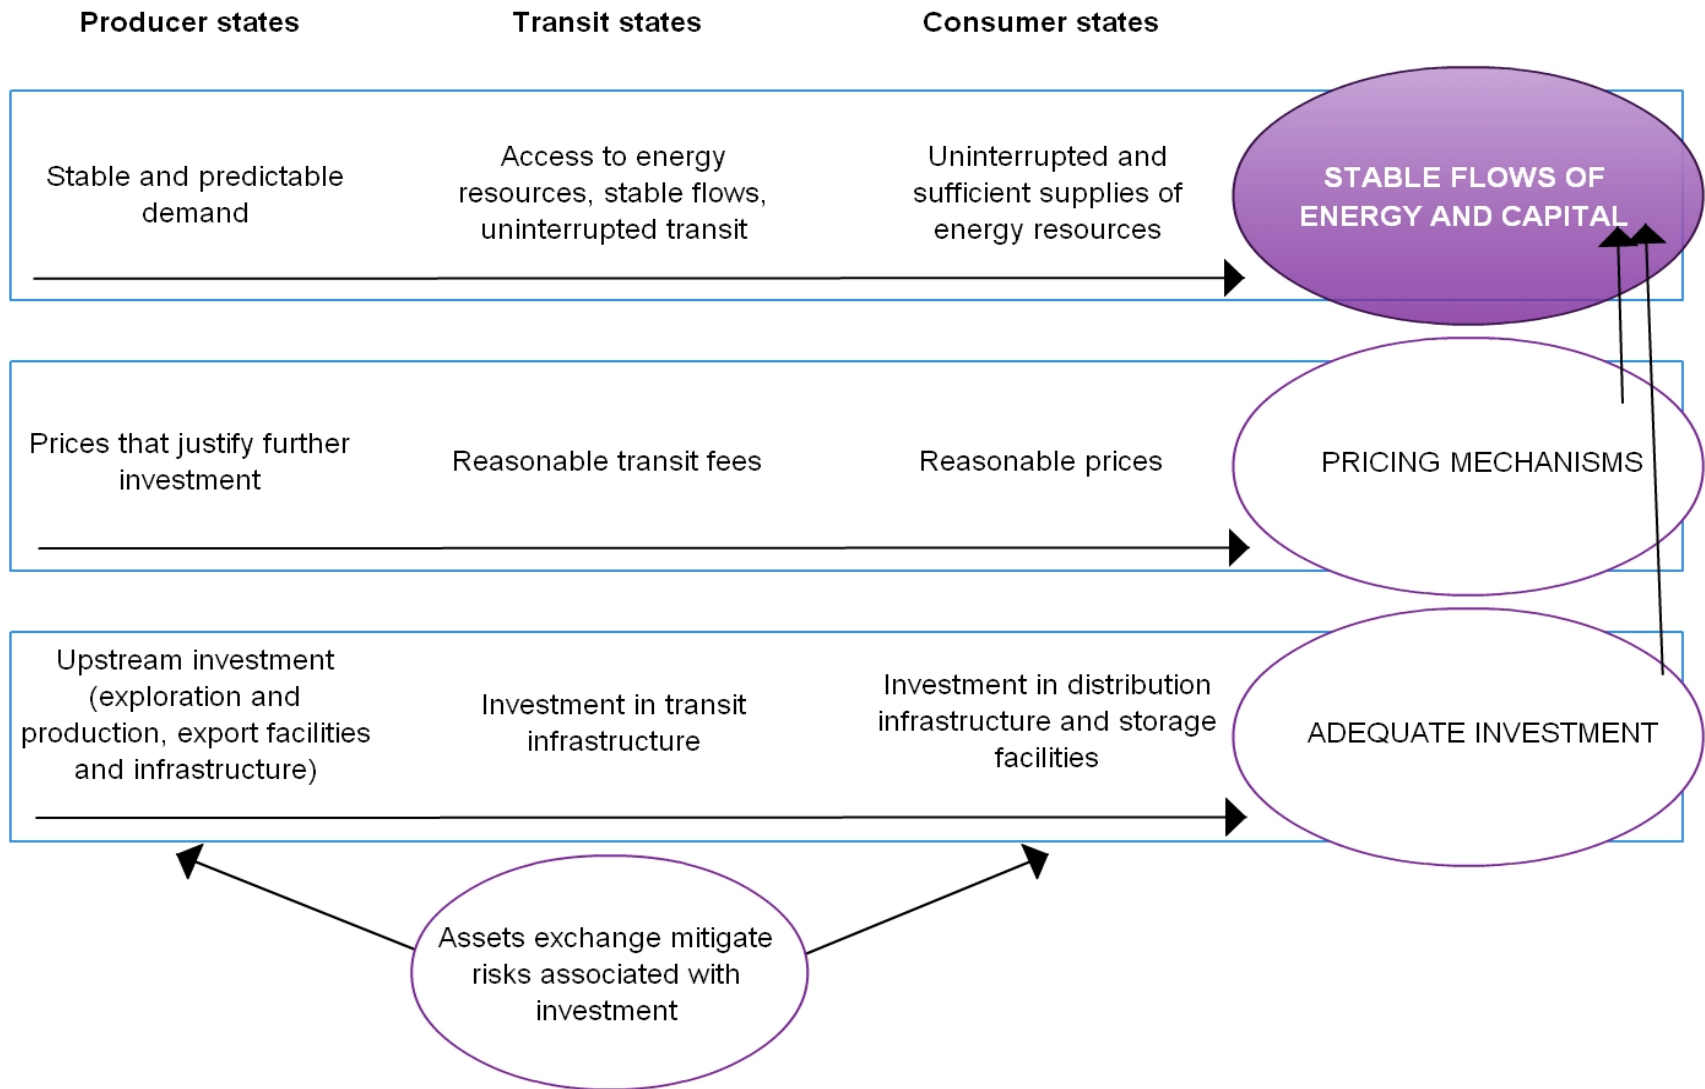 Producer states
Transit states
Consumer states
Stable and predictable
demand
Access to energy
resources, stable flows,
uninterrupted transit
Uninterrupted and
sufficient supplies of
energy resources
STABLE FLOWS OF
ENERGY AND CAPITAL
Prices that justify further
investment
Reasonable transit fees
Reasonable prices
PRICING MECHANISMS
Upstream investment
(exploration and
production, export facilities
and infrastructure)
Investment in transit
infrastructure
Investment in distribution
infrastructure and storage
facilities
ADEQUATE INVESTMENT
Assets exchange mitigate
risks associated with
investment